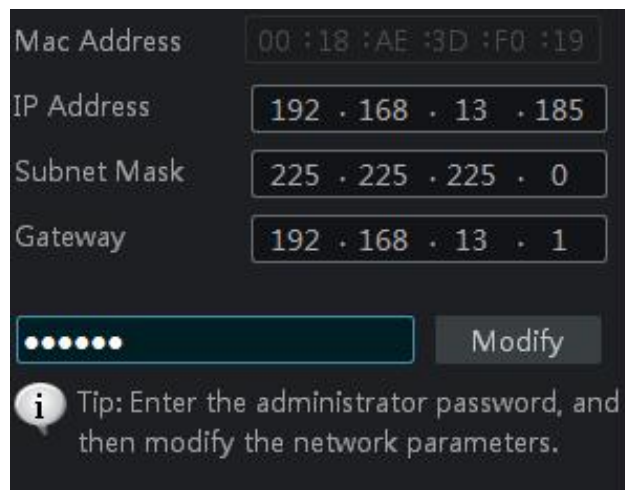 Mac Address 00 :18 :AE :3D :F0 :19
IP Address 192 . 168 . 13 . 185
Subnet Mask 225 . 225 . 225 . 0
Gateway 192 . 168 . 13 . 1
●●●●●● Modify
i Tip: Enter the administrator password, and
then modify the network parameters.